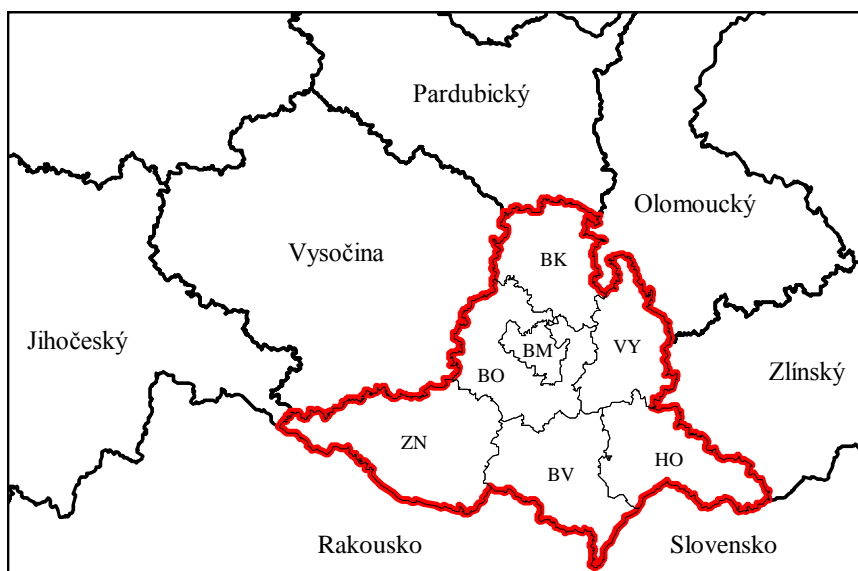 Pardubický
Olomoucký
Vysočina
BK
Jihočeský
BM
VY
BO
Zlínský
ZN
HO
BV
Rakousko
Slovensko